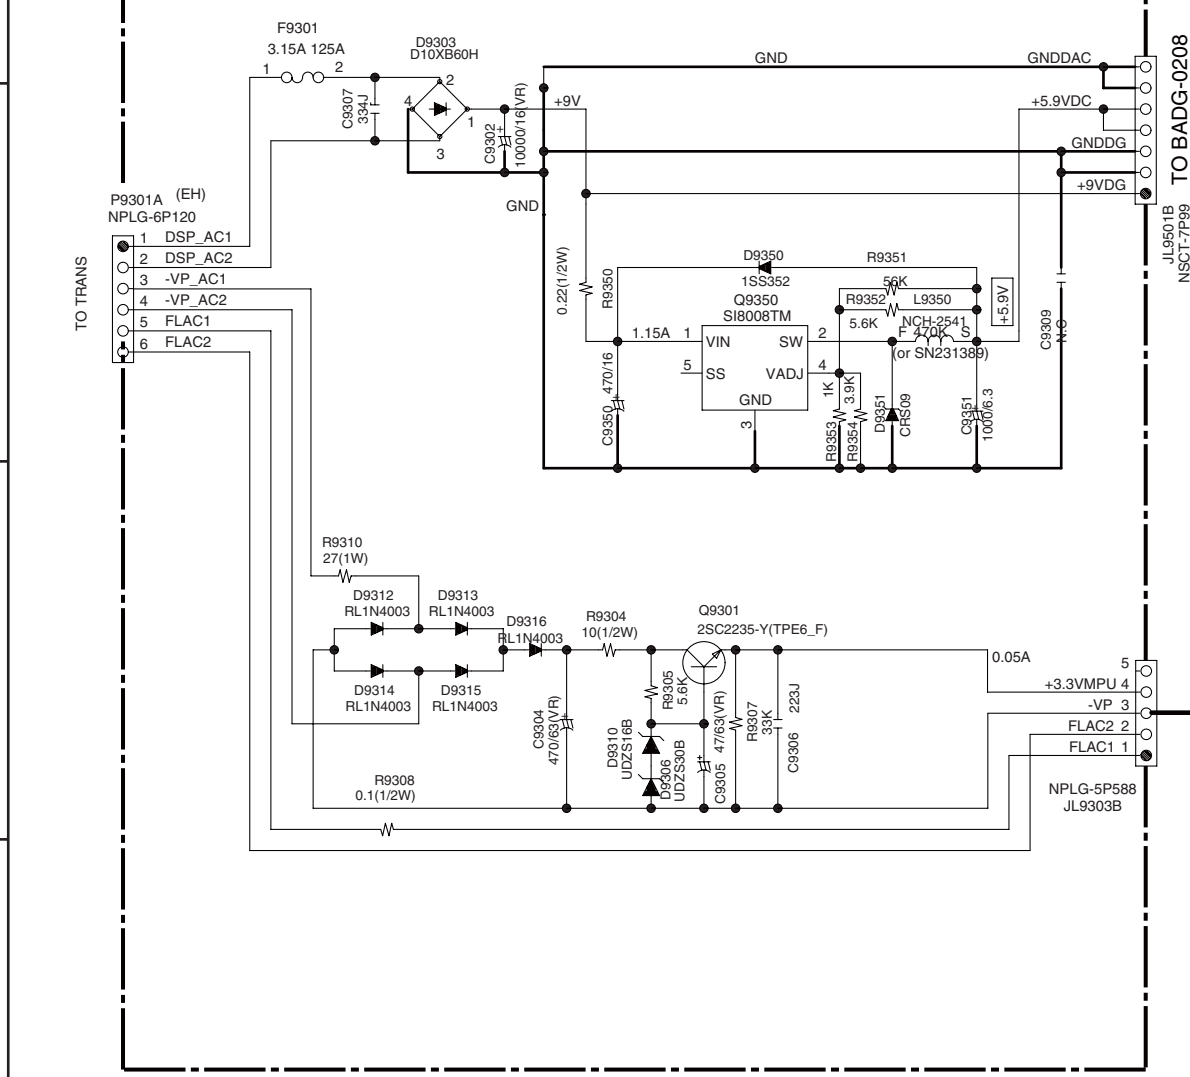 F9301
3.15A 125A
1
2
C9307
334J
D9303
D10XB60H
2
4
1
3
C9302
10000/16(VR)
+9V
GND
GND
GNDDAC
+5.9VDC
GNDDG
+9VDG
TO BADG-0208
JL9501B
NSCT-7P99
P9301A (EH)
NPLG-6P120
TO TRANS
1 DSP_AC1
2 DSP_AC2
3 -VP_AC1
4 -VP_AC2
5 FLAC1
6 FLAC2
0.22(1/2W)
R9350
D9350
1SS352
R9351
56K
R9352
5.6K
L9350
NCH-2541
F 470K S
(or SN231389)
+5.9V
C9309
N.C
Q9350
SI8008TM
1.15A
1 VIN
SW 2
5 SS
VADJ 4
GND
3
C9350
470/16
R9353
1K
R9354
3.9K
D9351
CRS09
C9351
1000/6.3
R9310
27(1W)
D9312
RL1N4003
D9313
RL1N4003
D9314
RL1N4003
D9315
RL1N4003
D9316
RL1N4003
R9304
10(1/2W)
Q9301
2SC2235-Y(TPE6_F)
C9304
470/63(VR)
R9305
5.6K
D9310
UDZS16B
D9306
UDZS30B
C9305
47/63(VR)
R9307
33K
C9306
223J
0.05A
R9308
0.1(1/2W)
5
+3.3VMPU 4
-VP 3
FLAC2 2
FLAC1 1
NPLG-5P588
JL9303B